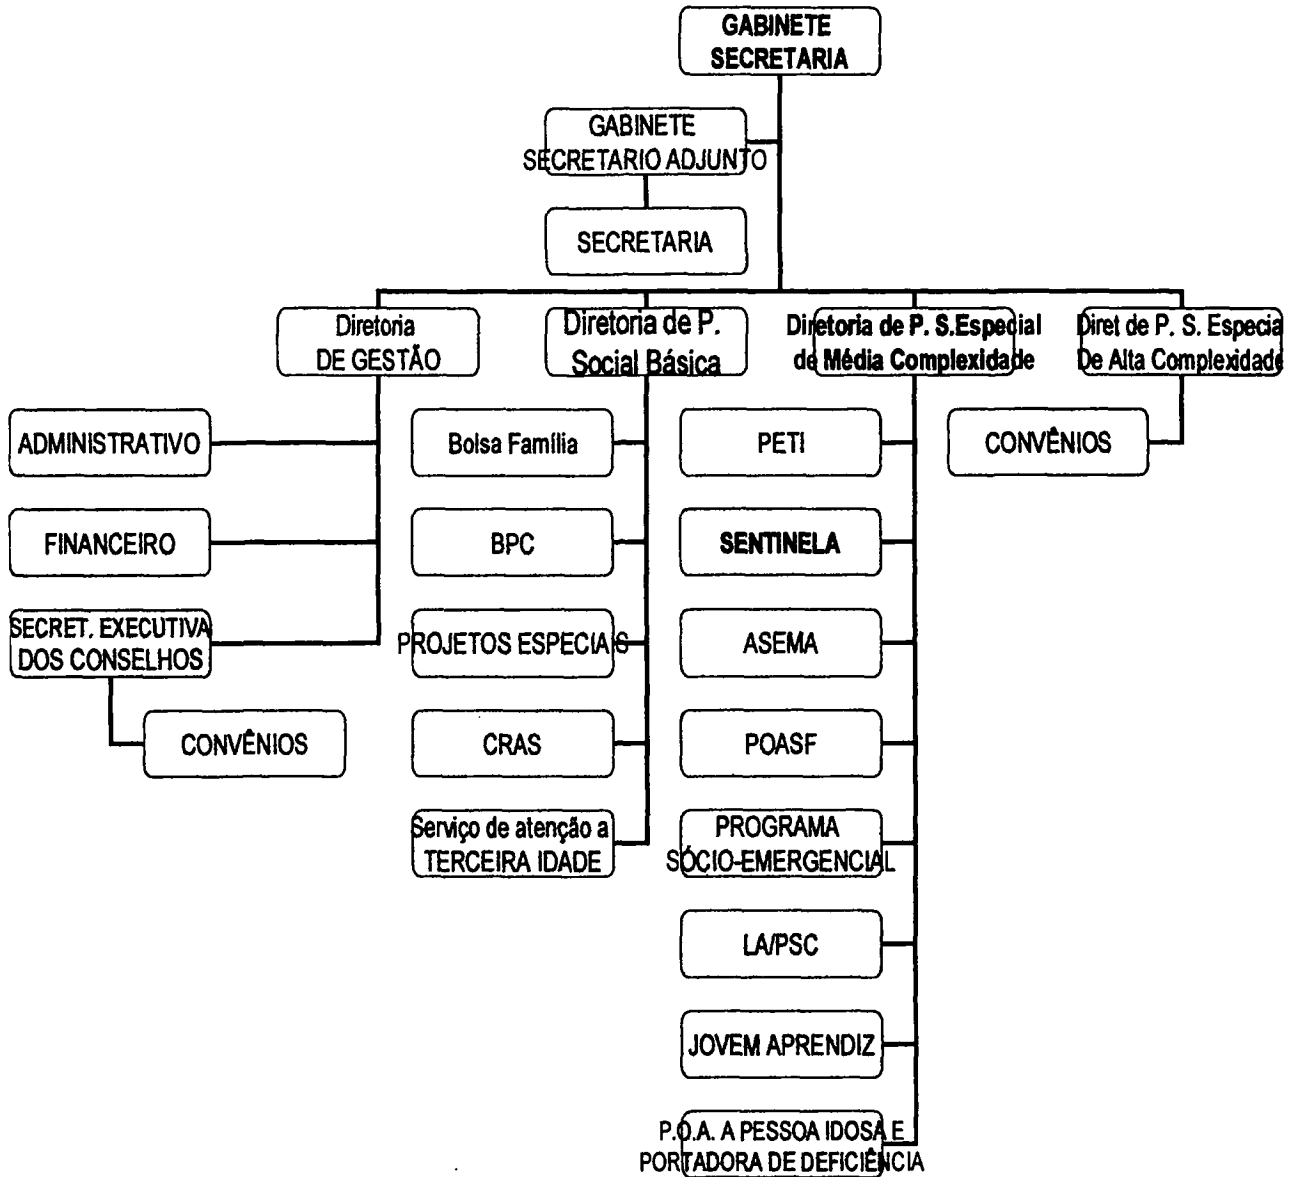 GABINETE
SECRETARIA
GABINETE
SECRETARIO ADJUNTO
SECRETARIA
Diretoria
DE GESTÃO
Diretoria de P.
Social Básica
Diretoria de P. S.Especial
de Média Complexidade
Diret de P. S. Especia
De Alta Complexidade
ADMINISTRATIVO
FINANCEIRO
SECRET. EXECUTIVA
DOS CONSELHOS
CONVÊNIOS
Bolsa Família
BPC
PROJETOS ESPECIAIS
CRAS
Serviço de atenção a
TERCEIRA IDADE
PETI
SENTINELA
ASEMA
POASF
PROGRAMA
SÓCIO-EMERGENCIAL
LA/PSC
JOVEM APRENDIZ
P.O.A. A PESSOA IDOSA E
PORTADORA DE DEFICIÊNCIA
CONVÊNIOS